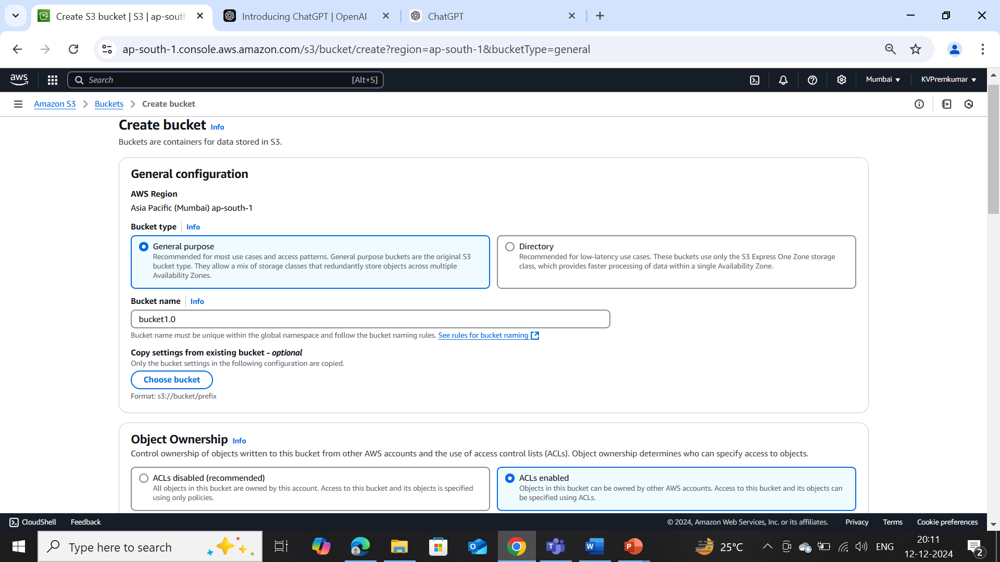 Create S3 bucket | S3 | ap-south
Introducing ChatGPT | OpenAI
ChatGPT
ap-south-1.console.aws.amazon.com/s3/bucket/create?region=ap-south-1&bucketType=general
aws
Search
[Alt+S]
Mumbai
KVPremkumar
Amazon S3
Buckets
Create bucket
Create bucket Info
Buckets are containers for data stored in S3.
General configuration
AWS Region
Asia Pacific (Mumbai) ap-south-1
Bucket type Info
General purpose
Recommended for most use cases and access patterns. General purpose buckets are the original S3
bucket type. They allow a mix of storage classes that redundantly store objects across multiple
Availability Zones.
Directory
Recommended for low-latency use cases. These buckets use only the S3 Express One Zone storage
class, which provides faster processing of data within a single Availability Zone.
Bucket name Info
bucket1.0
Bucket name must be unique within the global namespace and follow the bucket naming rules. See rules for bucket naming
Copy settings from existing bucket - optional
Only the bucket settings in the following configuration are copied.
Choose bucket
Format: s3://bucket/prefix
Object Ownership Info
Control ownership of objects written to this bucket from other AWS accounts and the use of access control lists (ACLs). Object ownership determines who can specify access to objects.
ACLs disabled (recommended)
All objects in this bucket are owned by this account. Access to this bucket and its objects is specified
using only policies.
ACLs enabled
Objects in this bucket can be owned by other AWS accounts. Access to this bucket and its objects can
be specified using ACLs.
CloudShell
Feedback
© 2024, Amazon Web Services, Inc. or its affiliates.
Privacy
Terms
Cookie preferences
Type here to search
25°C
ENG
20:11
12-12-2024
2